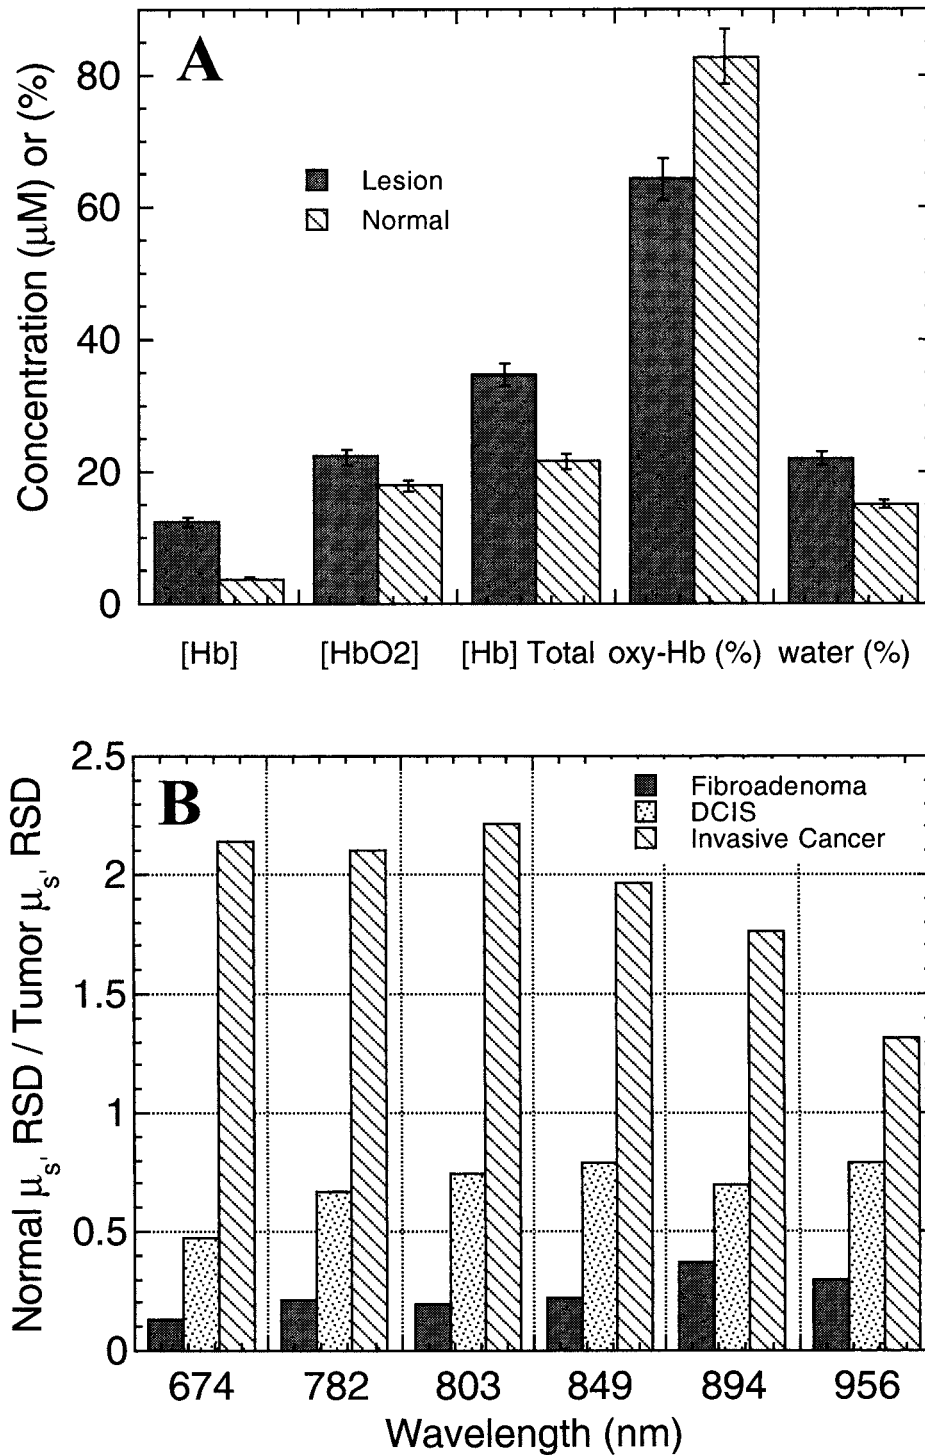 A
Concentration (μM) or (%)
80
60
40
20
0
Lesion
Normal
[Hb] [HbO2] [Hb] Total oxy-Hb (%) water (%)
B
Normal μs' RSD / Tumor μs' RSD
2.5
2
1.5
1
0.5
0
Fibroadenoma
DCIS
Invasive Cancer
674 782 803 849 894 956
Wavelength (nm)